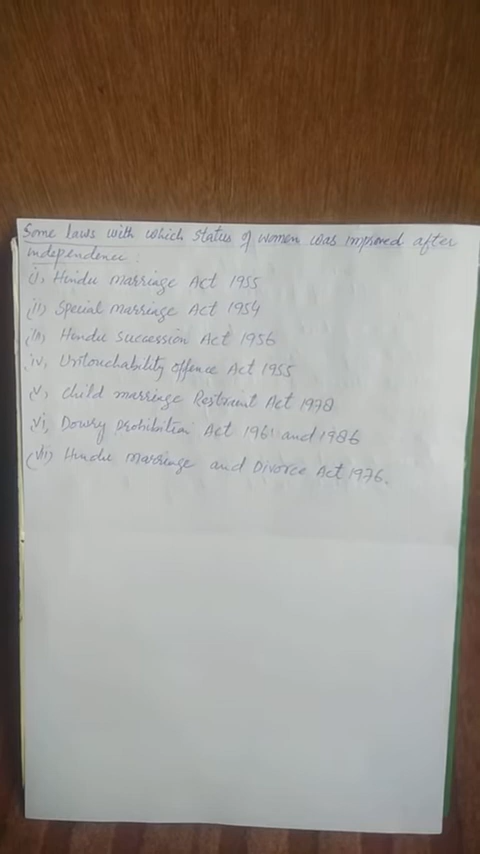 Some laws with which status of women was improved after
independence :
(i) Hindu Marriage Act 1955
(ii) Special Marriage Act 1954
(iii) Hindu Succession Act 1956
(iv) Untouchability offence Act 1955
(v) Child marriage Restraint Act 1978
(vi) Dowry prohibition Act 1961 and 1986
(vii) Hindu Marriage and Divorce Act 1976.